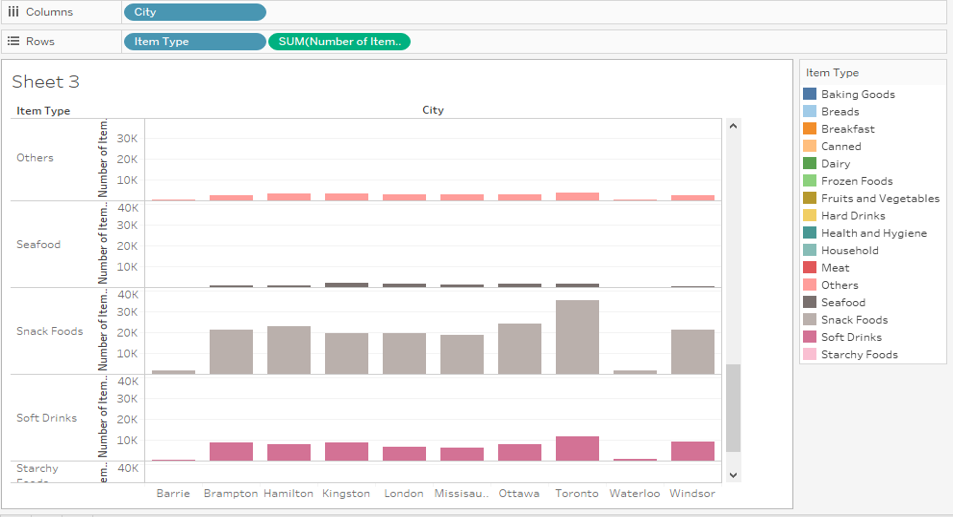 Columns City
Rows Item Type SUM(Number of Item..
Sheet 3
Item Type City
Others Number of Item.. 30K 20K 10K
Seafood Number of Item.. 40K 30K 20K 10K
Snack Foods Number of Item.. 40K 30K 20K 10K
Soft Drinks Number of Item.. 40K 30K 20K 10K
Starchy em.. 40K
Barrie Brampton Hamilton Kingston London Missisau.. Ottawa Toronto Waterloo Windsor
Item Type
Baking Goods
Breads
Breakfast
Canned
Dairy
Frozen Foods
Fruits and Vegetables
Hard Drinks
Health and Hygiene
Household
Meat
Others
Seafood
Snack Foods
Soft Drinks
Starchy Foods